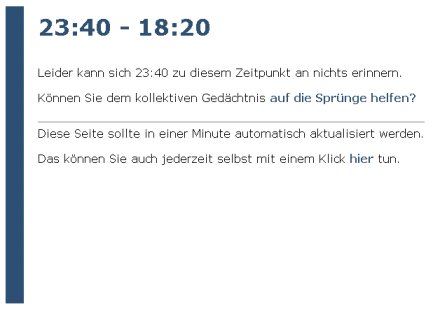 23:40 - 18:20
Leider kann sich 23:40 zu diesem Zeitpunkt an nichts erinnern.
Können Sie dem kollektiven Gedächtnis auf die Sprünge helfen?
Diese Seite sollte in einer Minute automatisch aktualisiert werden.
Das können Sie auch jederzeit selbst mit einem Klick hier tun.